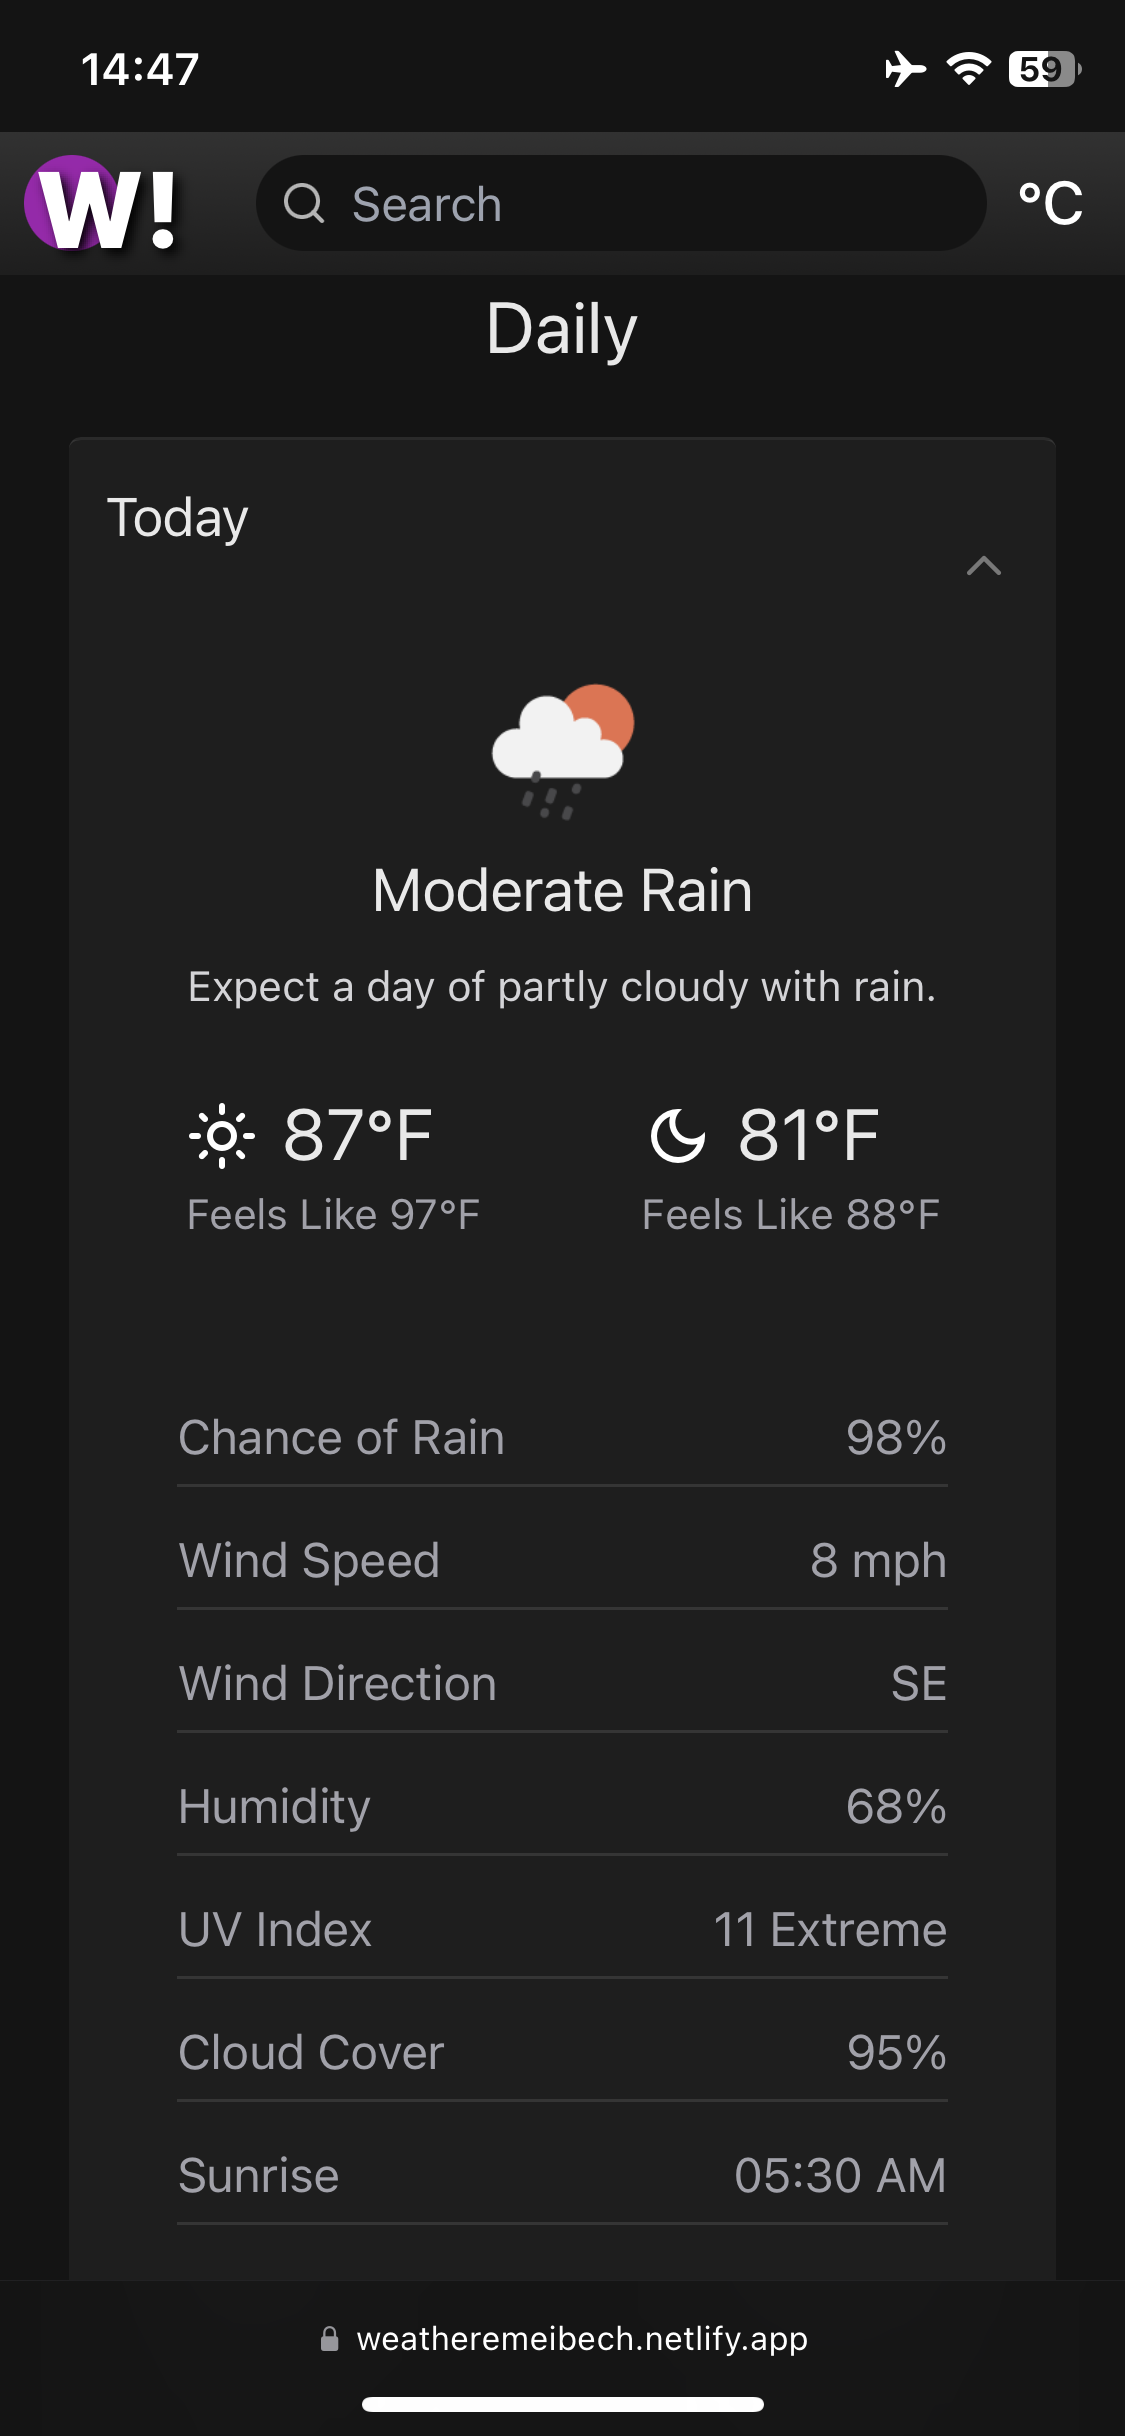 14:47
59
W!
Search
°C
Daily
Today
Moderate Rain
Expect a day of partly cloudy with rain.
87°F
81°F
Feels Like 97°F
Feels Like 88°F
Chance of Rain 98%
Wind Speed 8 mph
Wind Direction SE
Humidity 68%
UV Index 11 Extreme
Cloud Cover 95%
Sunrise 05:30 AM
weatheremeibech.netlify.app